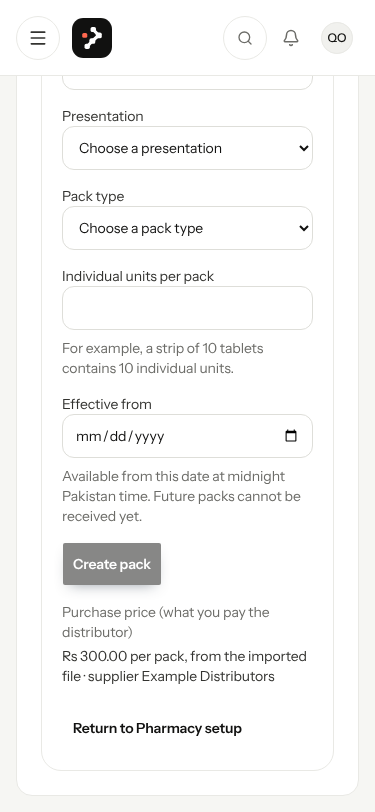 QO
Presentation
Choose a presentation
Pack type
Choose a pack type
Individual units per pack
For example, a strip of 10 tablets
contains 10 individual units.
Effective from
mm/dd/yyyy
Available from this date at midnight
Pakistan time. Future packs cannot be
received yet.
Create pack
Purchase price (what you pay the
distributor)
Rs 300.00 per pack, from the imported
file · supplier Example Distributors
Return to Pharmacy setup